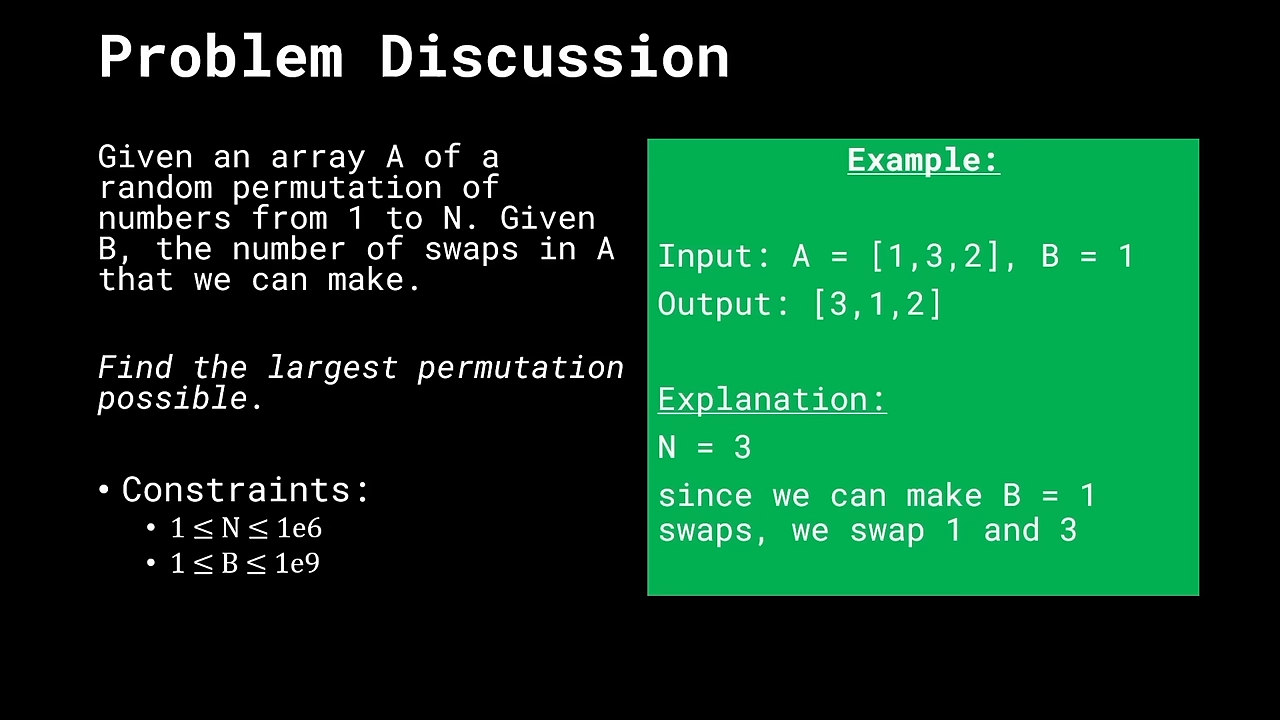 Problem Discussion
Given an array A of a
random permutation of
numbers from 1 to N. Given
B, the number of swaps in A
that we can make.
Find the largest permutation
possible.
• Constraints:
• 1 ≤ N ≤ 1e6
• 1 ≤ B ≤ 1e9
Example:
Input: A = [1,3,2], B = 1
Output: [3,1,2]
Explanation:
N = 3
since we can make B = 1
swaps, we swap 1 and 3